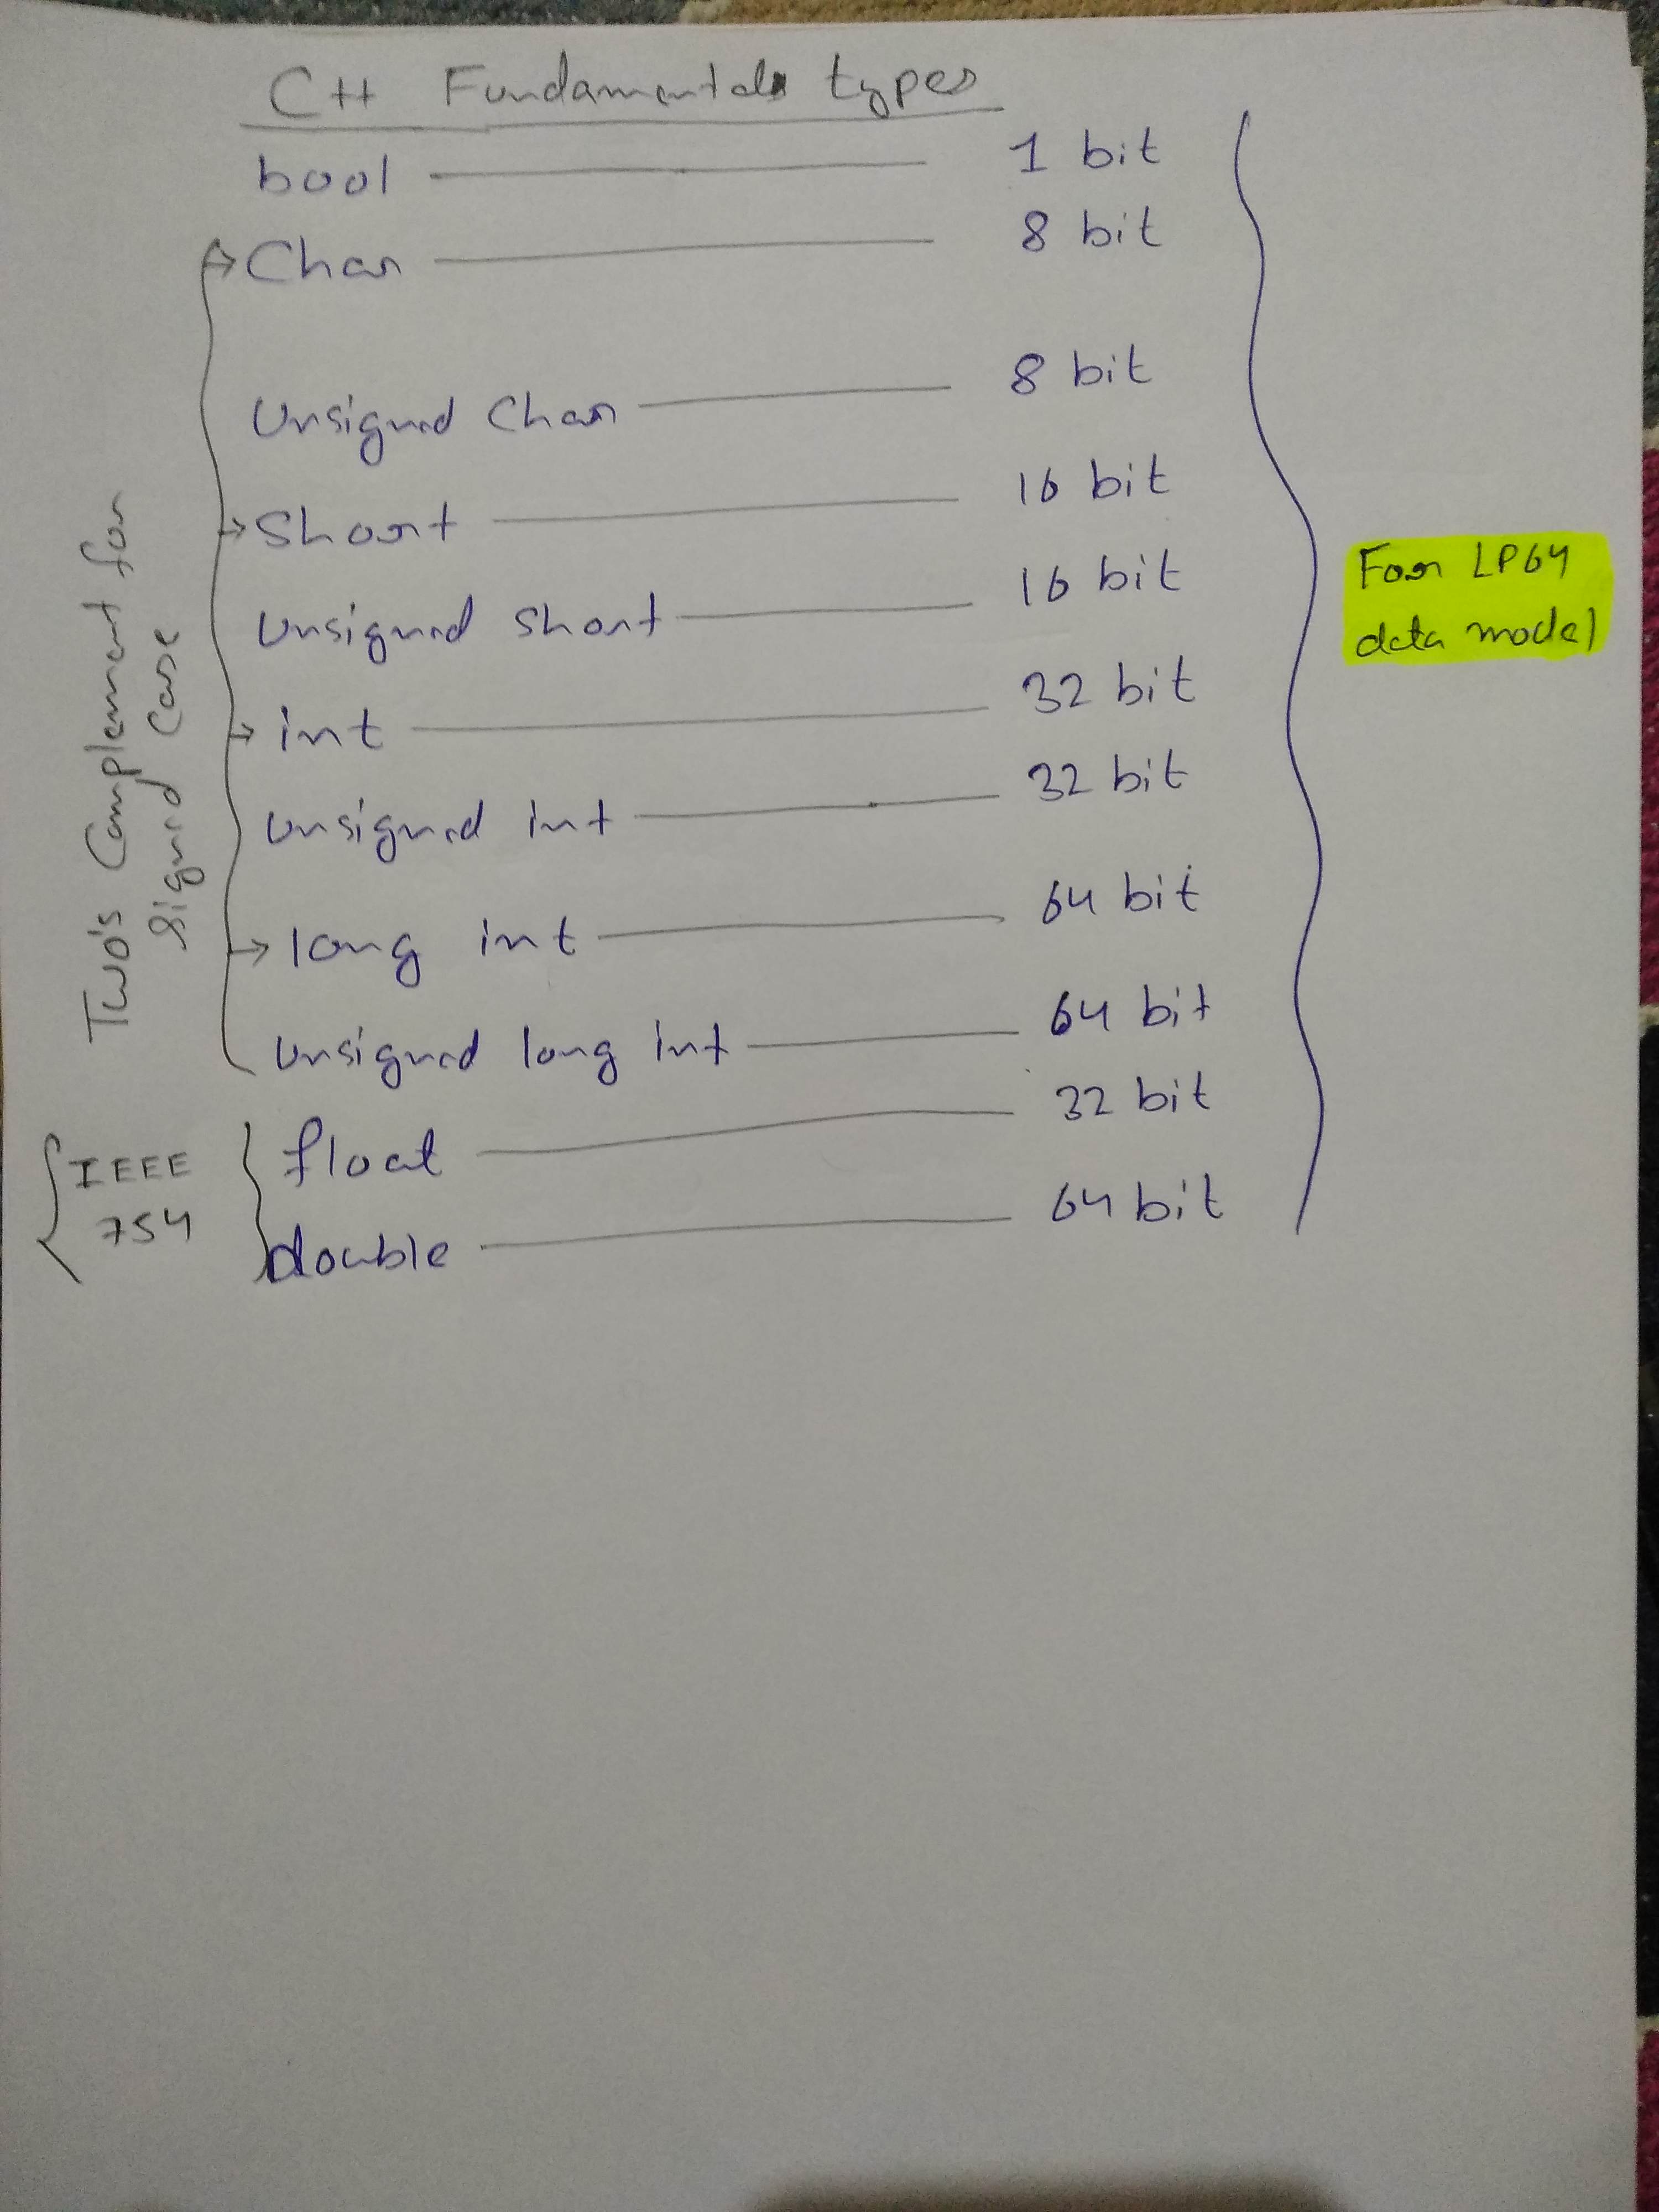 C++ Fundamentals types
bool 1 bit
Char 8 bit
Unsigned Char 8 bit
Short 16 bit
Unsigned short 16 bit
int 32 bit
unsigned int 32 bit
long int 64 bit
unsigned long int 64 bit
float 32 bit
double 64 bit
Two's Complement for
Signed Case
IEEE
754
For LP64
data model